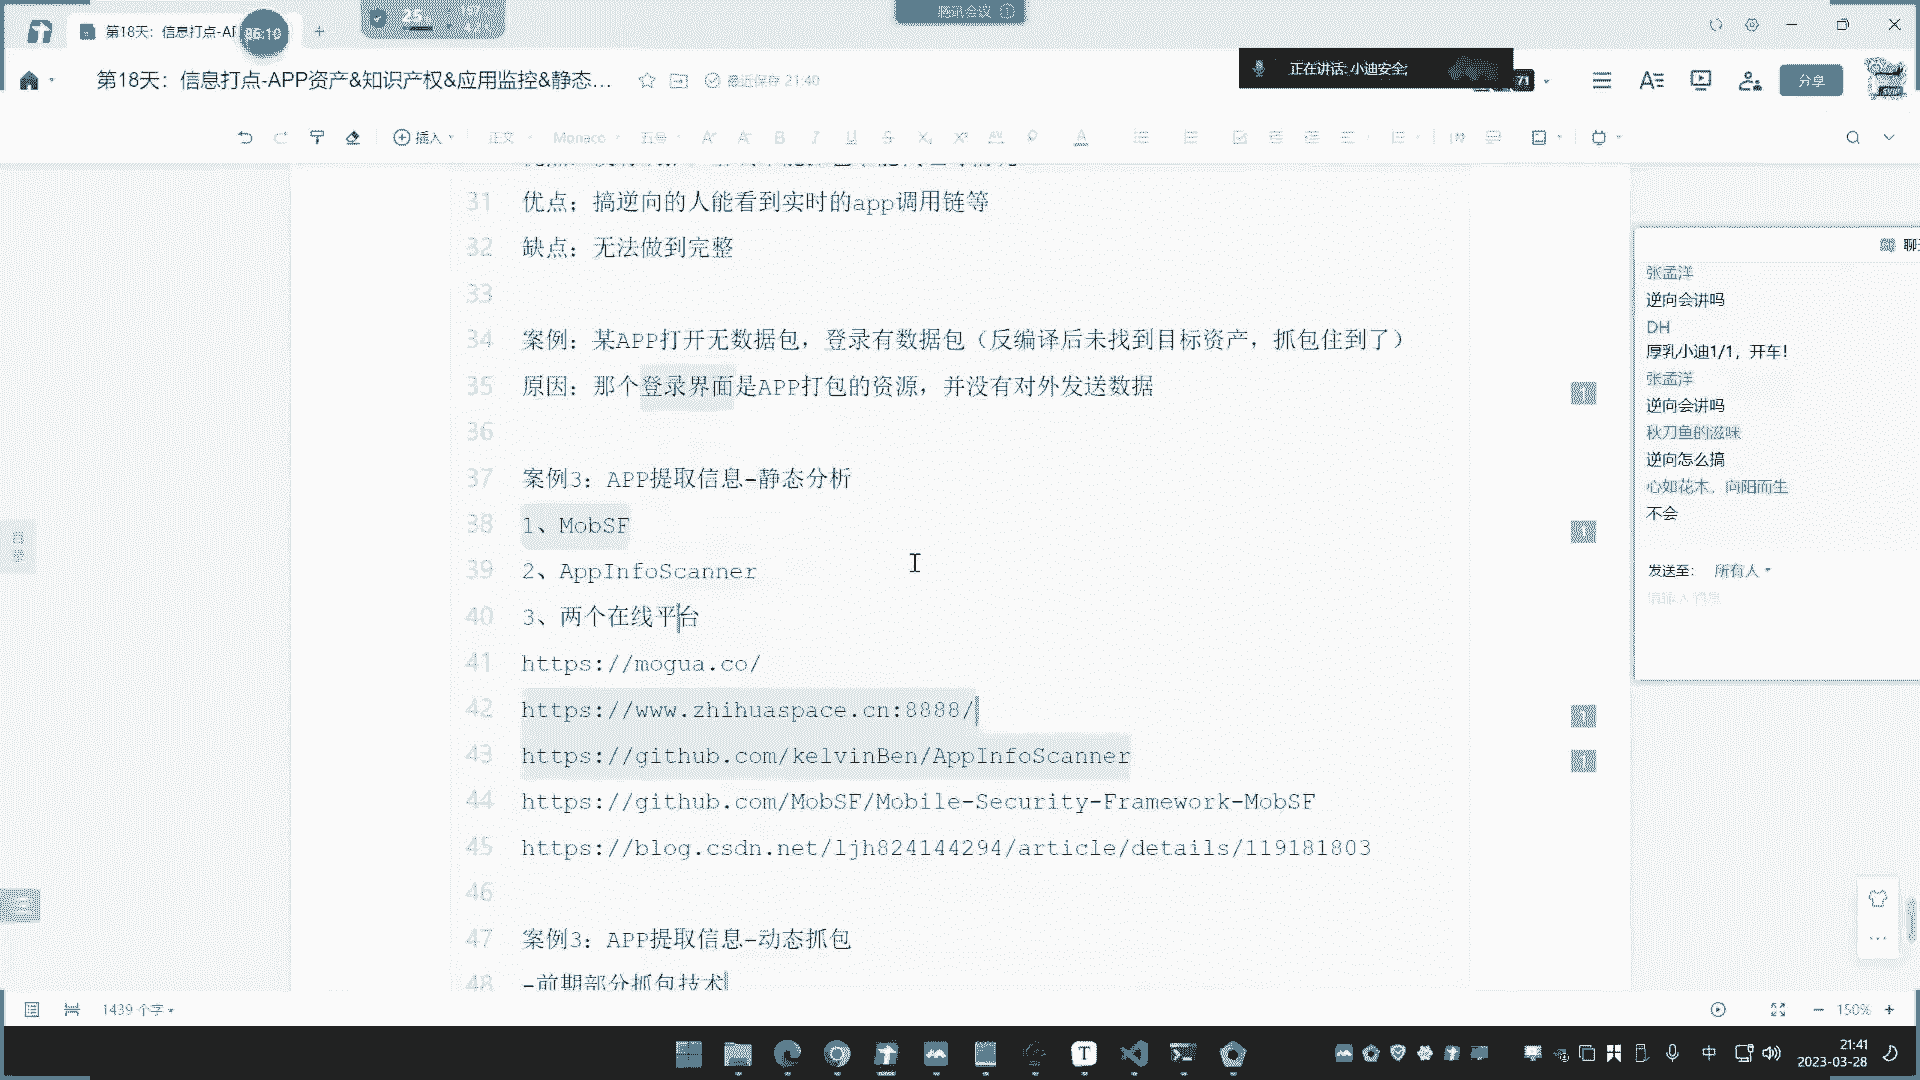 腾讯会议
第18天：信息打点-AF
86:10
25
正在讲话: 小迪安全;
第18天：信息打点-APP资产&知识产权&应用监控&静态...
最近保存 21:40
71
分享
插入
正文
Monaco
五号
31 优点；搞逆向的人能看到实时的app调用链等
32 缺点：无法做到完整
33
34 案例：某APP打开无数据包，登录有数据包（反编译后未找到目标资产，抓包住到了）
35 原因：那个登录界面是APP打包的资源，并没有对外发送数据
36
37 案例3：APP提取信息-静态分析
38 1、MobSF
39 2、AppInfoScanner
40 3、两个在线平台
41 https://mogua.co/
42 https://www.zhihuaspace.cn:8888/
43 https://github.com/kelvinBen/AppInfoScanner
44 https://github.com/MobSF/Mobile-Security-Framework-MobSF
45 https://blog.csdn.net/ljh824144294/article/details/119181803
46
47 案例3：APP提取信息-动态抓包
48 -前期部分抓包技术
聊
张孟洋
逆向会讲吗
DH
厚乳小迪1/1，开车！
张孟洋
逆向会讲吗
秋刀鱼的滋味
逆向怎么搞
心如花木，向阳而生
不会
发送至： 所有人
请输入消息
目录
1439 个字
150%
中
21:41
2023-03-28